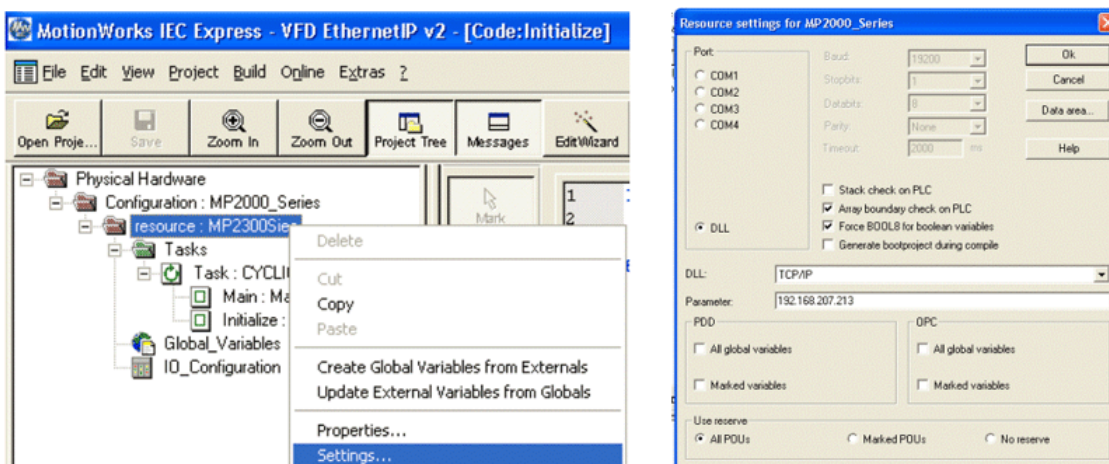 MotionWorks IEC Express - VFD EthernetIP v2 - [Code:Initialize]
File Edit View Project Build Online Extras ?
Open Proje... Save Zoom In Zoom Out Project Tree Messages EditWizard
Physical Hardware
Configuration : MP2000_Series
resource : MP2300Sie
Tasks
Task : CYCLI
Main : Ma
Initialize :
Global_Variables
IO_Configuration
Mark
1
2
Delete
Cut
Copy
Paste
Create Global Variables from Externals
Update External Variables from Globals
Properties...
Settings...
Resource settings for MP2000_Series
Port
COM1
COM2
COM3
COM4
DLL
Baud: 19200
Stopbits: 1
Databits: 8
Parity: None
Timeout: 2000 ms
Ok
Cancel
Data area...
Help
Stack check on PLC
Array boundary check on PLC
Force BOOL8 for boolean variables
Generate bootproject during compile
DLL: TCP/IP
Parameter: 192.168.207.213
PDD
All global variables
Marked variables
OPC
All global variables
Marked variables
Use reserve
All POUs Marked POUs No reserve